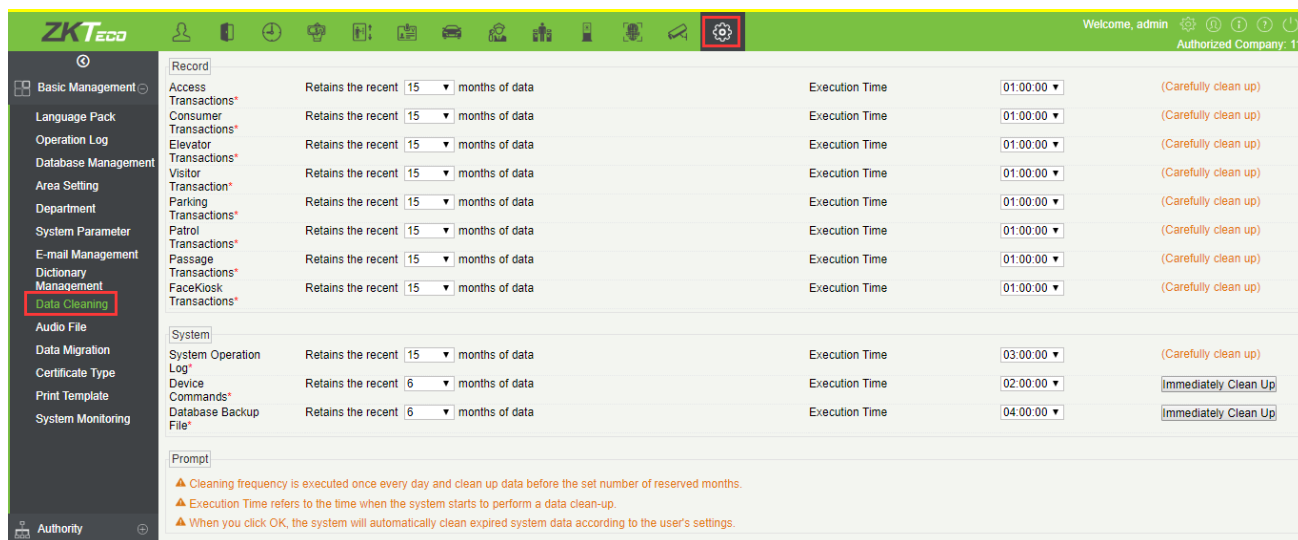 ZKTeco
Welcome, admin
Authorized Company: 1
Basic Management
Language Pack
Operation Log
Database Management
Area Setting
Department
System Parameter
E-mail Management
Dictionary
Management
Data Cleaning
Audio File
Data Migration
Certificate Type
Print Template
System Monitoring
Authority
Record
Access Retains the recent 15 months of data Execution Time 01:00:00 (Carefully clean up)
Transactions*
Consumer Retains the recent 15 months of data Execution Time 01:00:00 (Carefully clean up)
Transactions*
Elevator Retains the recent 15 months of data Execution Time 01:00:00 (Carefully clean up)
Transactions*
Visitor Retains the recent 15 months of data Execution Time 01:00:00 (Carefully clean up)
Transaction*
Parking Retains the recent 15 months of data Execution Time 01:00:00 (Carefully clean up)
Transactions*
Patrol Retains the recent 15 months of data Execution Time 01:00:00 (Carefully clean up)
Transactions*
Passage Retains the recent 15 months of data Execution Time 01:00:00 (Carefully clean up)
Transactions*
FaceKiosk Retains the recent 15 months of data Execution Time 01:00:00 (Carefully clean up)
Transactions*
System
System Operation Retains the recent 15 months of data Execution Time 03:00:00 (Carefully clean up)
Log*
Device Retains the recent 6 months of data Execution Time 02:00:00 Immediately Clean Up
Commands*
Database Backup Retains the recent 6 months of data Execution Time 04:00:00 Immediately Clean Up
File*
Prompt
Cleaning frequency is executed once every day and clean up data before the set number of reserved months.
Execution Time refers to the time when the system starts to perform a data clean-up.
When you click OK, the system will automatically clean expired system data according to the user's settings.